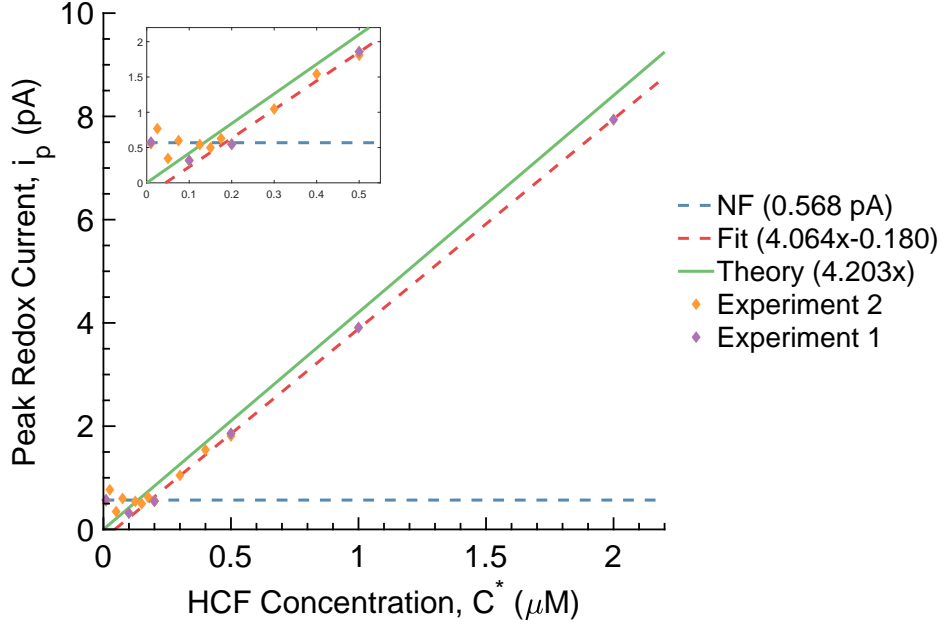 10
8
6
4
2
0
Peak Redox Current, i_p (pA)
2
1.5
1
0.5
0
0 0.1 0.2 0.3 0.4 0.5
NF (0.568 pA)
Fit (4.064x-0.180)
Theory (4.203x)
Experiment 2
Experiment 1
0 0.5 1 1.5 2
HCF Concentration, C* (μM)